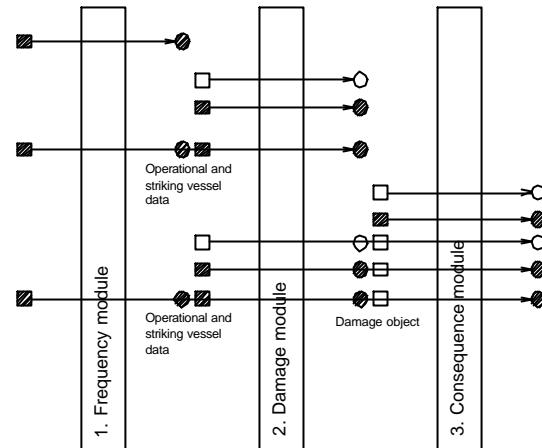 Operational and
striking vessel
data
Operational and
striking vessel
data
Damage object
1. Frequency module
2. Damage module
3. Consequence module